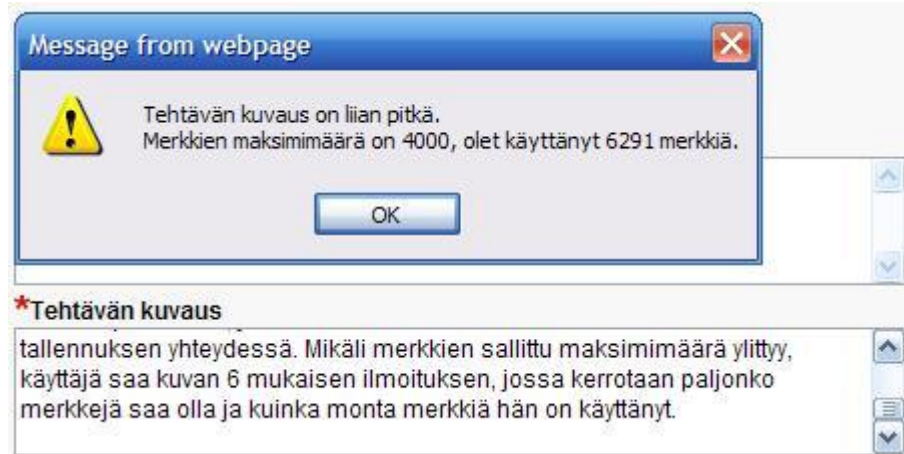 Message from webpage
Tehtävän kuvaus on liian pitkä.
Merkkien maksimimäärä on 4000, olet käyttänyt 6291 merkkiä.
OK
*Tehtävän kuvaus
tallennuksen yhteydessä. Mikäli merkkien sallittu maksimimäärä ylittyy,
käyttäjä saa kuvan 6 mukaisen ilmoituksen, jossa kerrotaan paljonko
merkkejä saa olla ja kuinka monta merkkiä hän on käyttänyt.